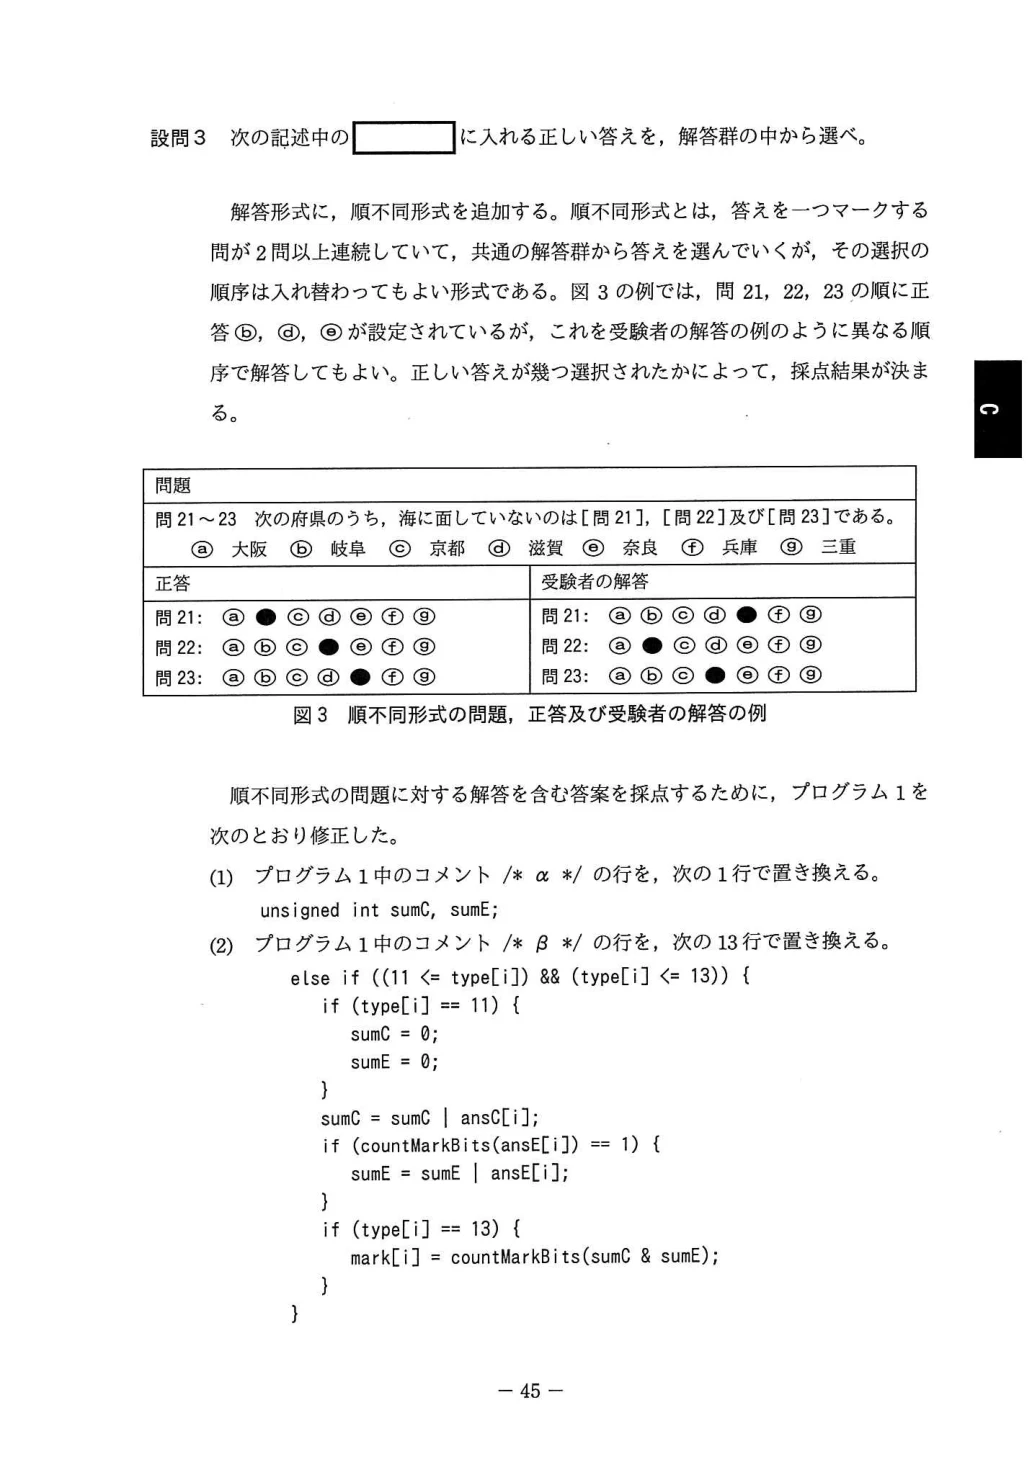 設問3 次の記述中の　　　に入れる正しい答えを，解答群の中から選べ。
解答形式に，順不同形式を追加する。順不同形式とは，答えを一つマークする
問が2問以上連続していて，共通の解答群から答えを選んでいくが，その選択の
順序は入れ替わってもよい形式である。図3の例では，問21，22，23の順に正
答ⓑ，ⓓ，ⓔが設定されているが，これを受験者の解答の例のように異なる順
序で解答してもよい。正しい答えが幾つ選択されたかによって，採点結果が決ま
る。
C
問題
問21～23 次の府県のうち，海に面していないのは[問21]，[問22]及び[問23]である。
ⓐ 大阪 ⓑ 岐阜 ⓒ 京都 ⓓ 滋賀 ⓔ 奈良 ⓕ 兵庫 ⓖ 三重
正答
受験者の解答
問21: ⓐ ● ⓒ ⓓ ⓔ ⓕ ⓖ
問22: ⓐ ⓑ ⓒ ● ⓔ ⓕ ⓖ
問23: ⓐ ⓑ ⓒ ⓓ ● ⓕ ⓖ
問21: ⓐ ⓑ ⓒ ⓓ ● ⓕ ⓖ
問22: ⓐ ● ⓒ ⓓ ⓔ ⓕ ⓖ
問23: ⓐ ⓑ ⓒ ● ⓔ ⓕ ⓖ
図3 順不同形式の問題，正答及び受験者の解答の例
順不同形式の問題に対する解答を含む答案を採点するために，プログラム1を
次のとおり修正した。
(1) プログラム1中のコメント /* α */ の行を，次の1行で置き換える。
unsigned int sumC, sumE;
(2) プログラム1中のコメント /* β */ の行を，次の13行で置き換える。
else if ((11 <= type[i]) && (type[i] <= 13)) {
if (type[i] == 11) {
sumC = 0;
sumE = 0;
}
sumC = sumC | ansC[i];
if (countMarkBits(ansE[i]) == 1) {
sumE = sumE | ansE[i];
}
if (type[i] == 13) {
mark[i] = countMarkBits(sumC & sumE);
}
}
— 45 —